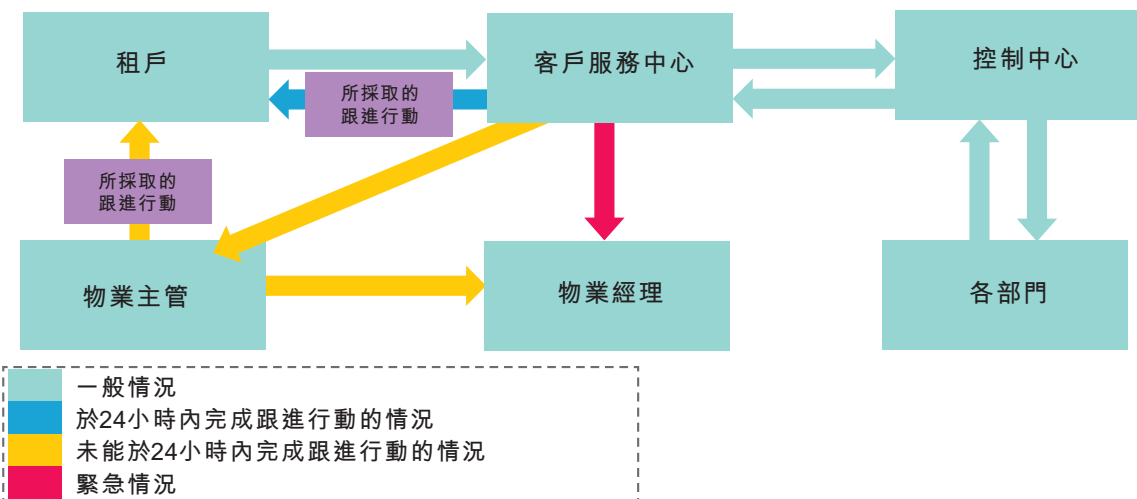 租戶
客戶服務中心
控制中心
所採取的
跟進行動
所採取的
跟進行動
物業主管
物業經理
各部門
一般情況
於24小時內完成跟進行動的情況
未能於24小時內完成跟進行動的情況
緊急情況